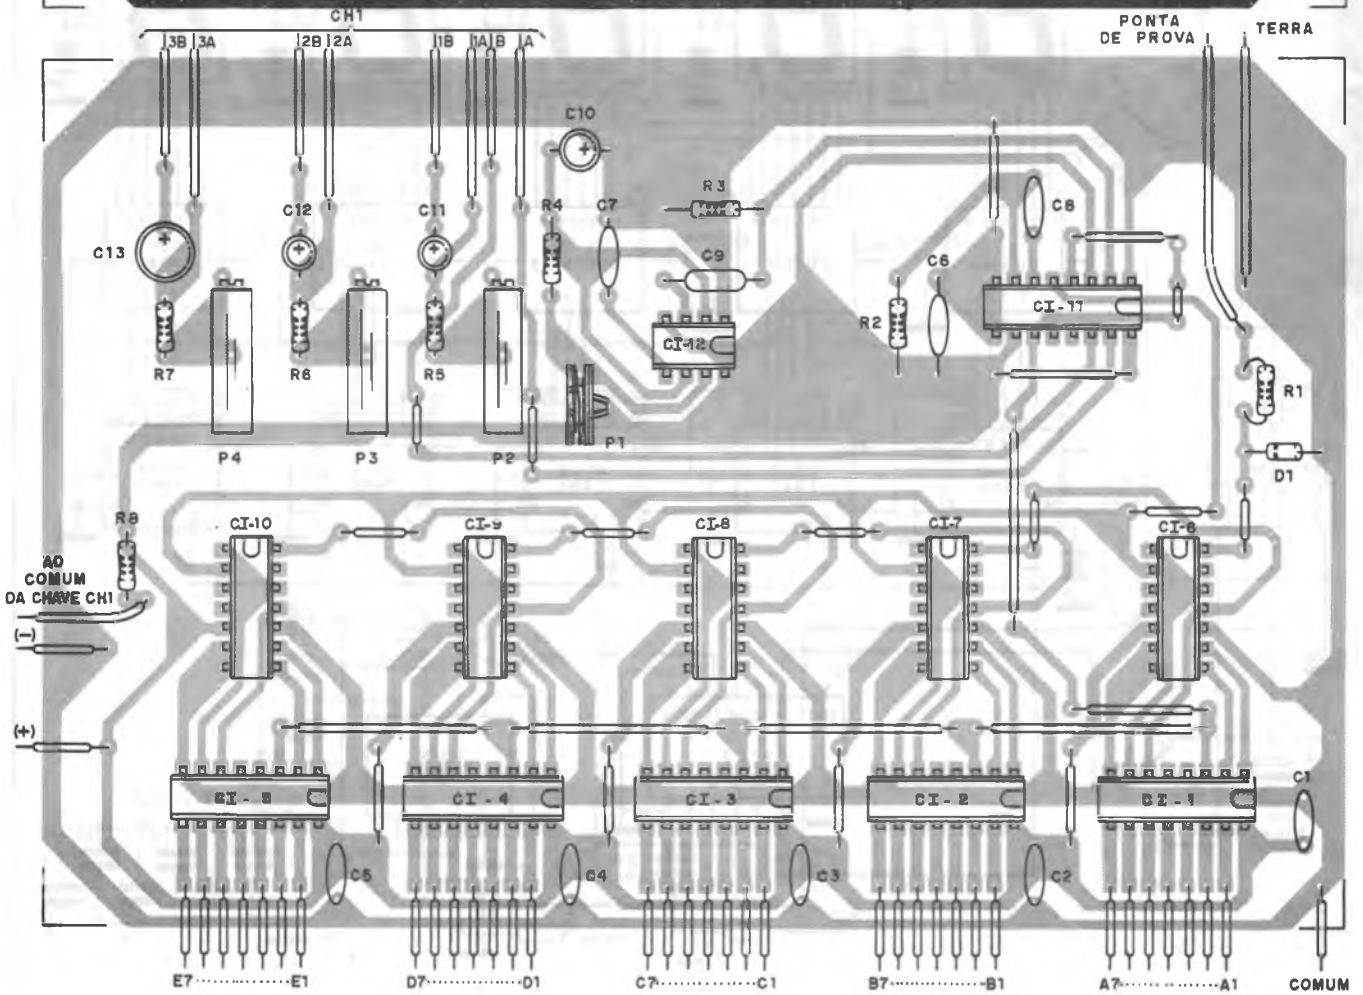 CH1
PONTA
DE PROVA
TERRA
3B 3A 2B 2A 1B 1A B A
C10
R3
C8
C12 C11 R4 C7
C13
C9
C6
CI-11
R2
CI-12
R7 R6 R5
R1
P1
P4 P3 P2
D1
R8
CI-10 CI-9 CI-8 CI-7 CI-6
AO
COMUM
DA CHAVE CH1
(-)
(+)
CI-5 CI-4 CI-3 CI-2 CI-1
C1
C5 C4 C3 C2
E7............E1 D7............D1 C7............C1 B7............B1 A7............A1 COMUM